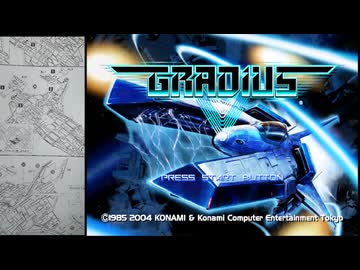 GRADIUS
PRESS START BUTTON
©1985 2004 KONAMI & Konami Computer Entertainment Tokyo